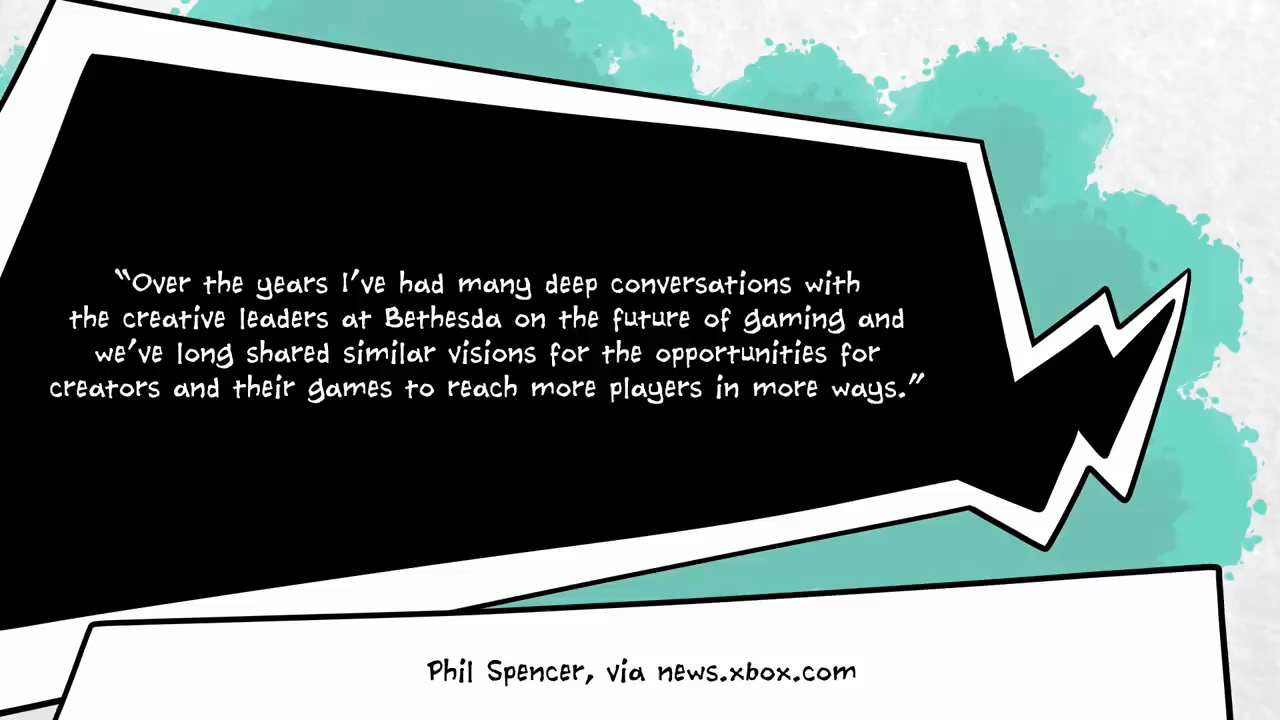 “Over the years I’ve had many deep conversations with
the creative leaders at Bethesda on the future of gaming and
we’ve long shared similar visions for the opportunities for
creators and their games to reach more players in more ways.”
Phil Spencer, via news.xbox.com